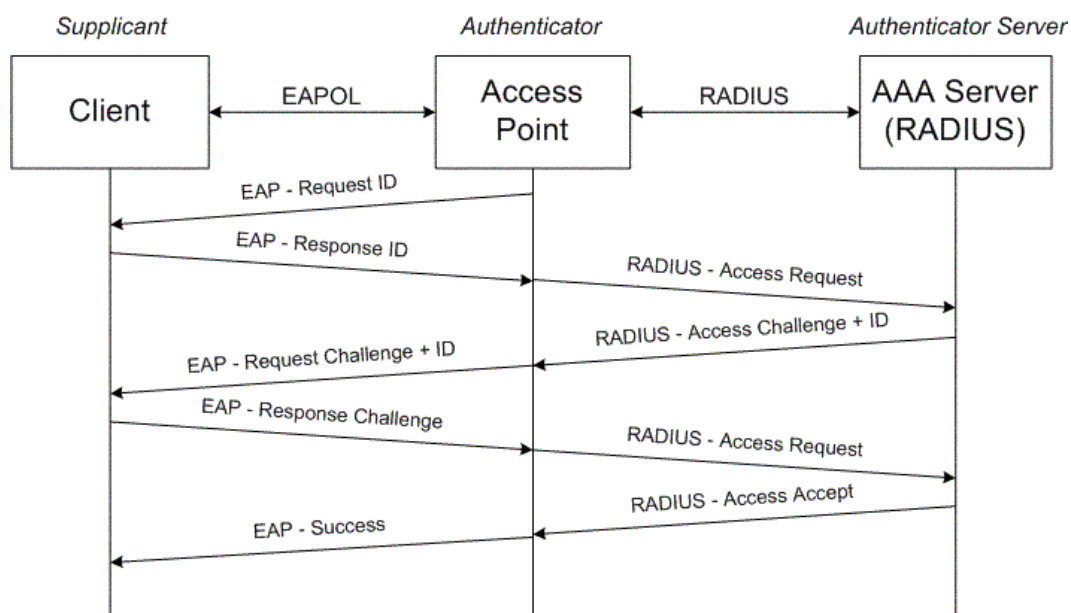 Supplicant
Authenticator
Authenticator Server
Client
EAPOL
Access
Point
RADIUS
AAA Server
(RADIUS)
EAP - Request ID
EAP - Response ID
RADIUS - Access Request
RADIUS - Access Challenge + ID
EAP - Request Challenge + ID
EAP - Response Challenge
RADIUS - Access Request
RADIUS - Access Accept
EAP - Success